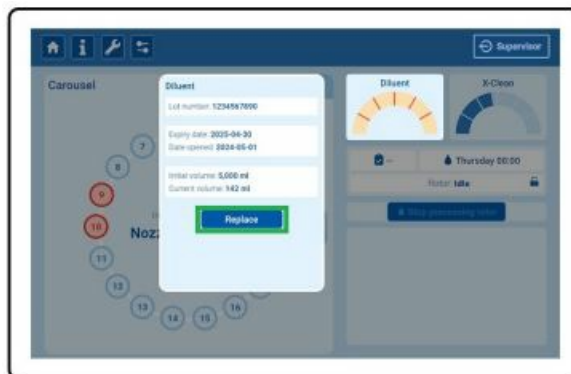 Supervisor
Carousel
Diluent
Lot number: 1234567890
Expiry date: 2025-04-30
Date opened: 2024-05-01
Initial volume: 5,000 ml
Current volume: 142 ml
Replace
Diluent
X-Clean
Thursday 00:00
Rotor: Idle
7
8
9
10
11
12
13
13
14
15
16
Noz